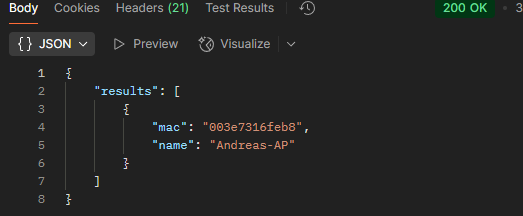 Body Cookies Headers (21) Test Results 200 OK 3
{} JSON Preview Visualize
1 {
2 "results": [
3 {
4 "mac": "003e7316feb8",
5 "name": "Andreas-AP"
6 }
7 ]
8 }